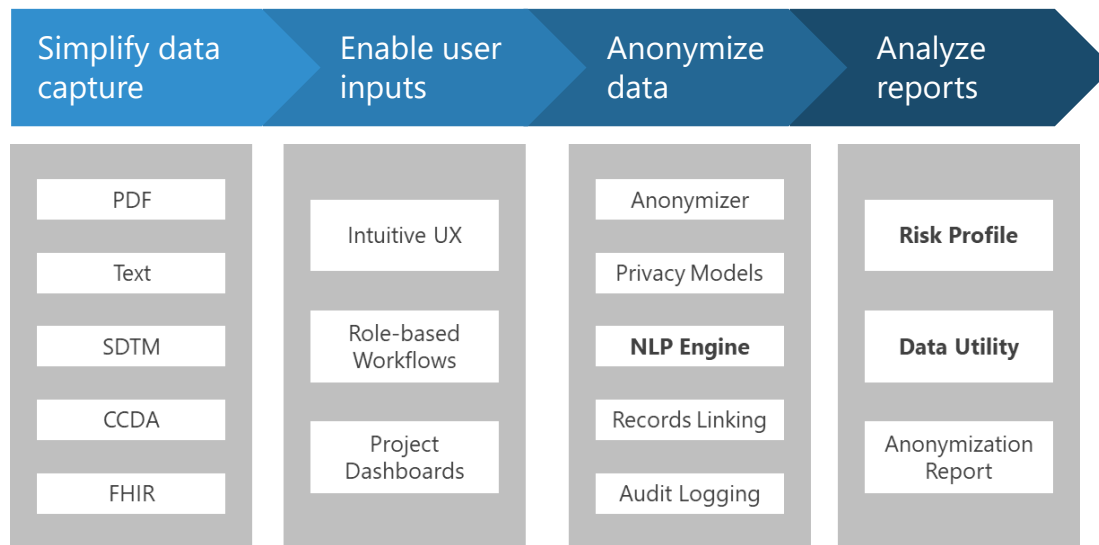 Simplify data
capture
Enable user
inputs
Anonymize
data
Analyze
reports
PDF
Text
SDTM
CCDA
FHIR
Intuitive UX
Role-based
Workflows
Project
Dashboards
Anonymizer
Privacy Models
NLP Engine
Records Linking
Audit Logging
Risk Profile
Data Utility
Anonymization
Report